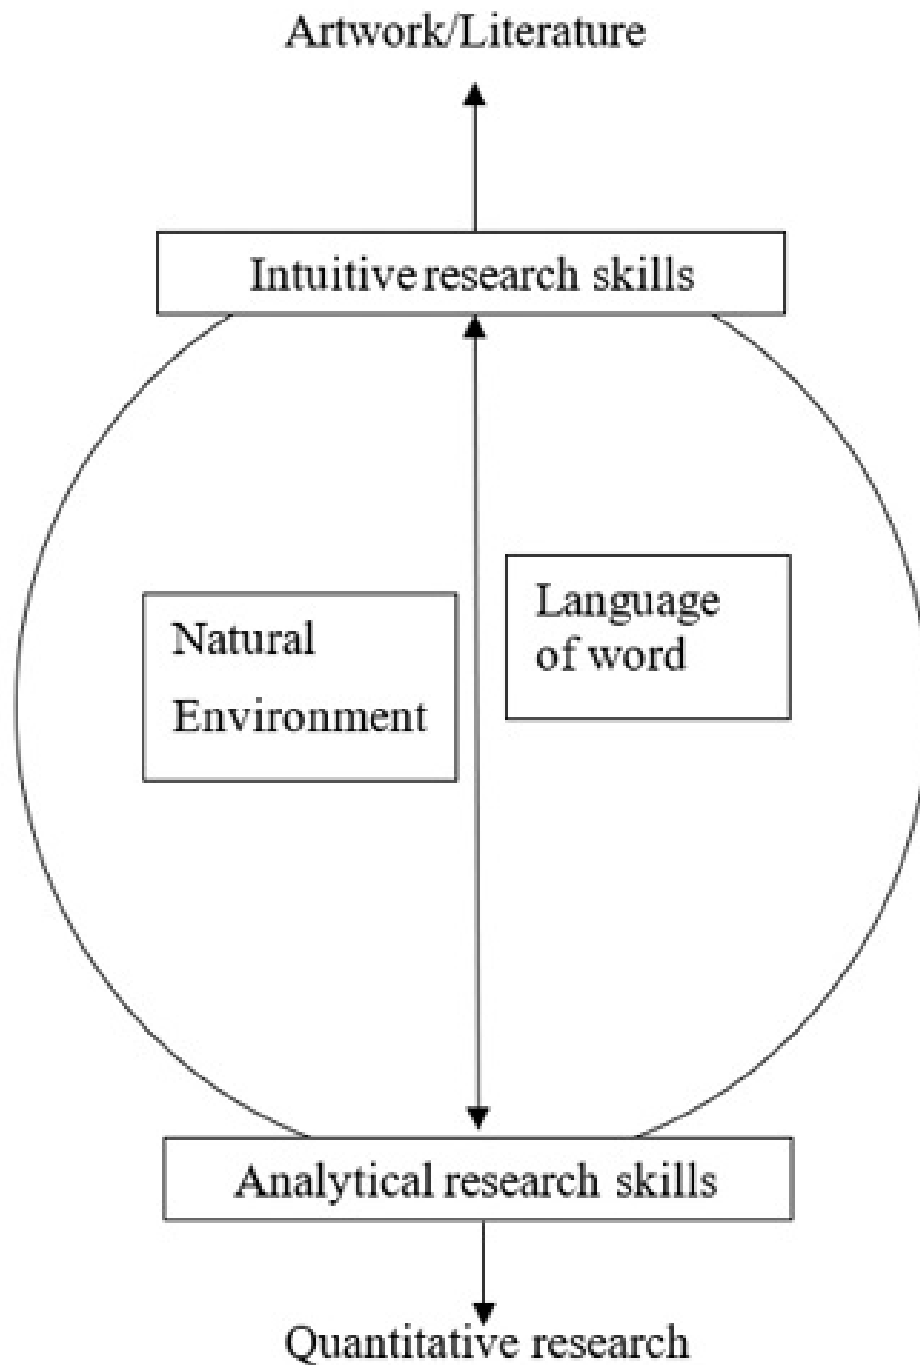 Artwork/Literature
Intuitive research skills
Natural
Environment
Language
of word
Analytical research skills
Quantitative research